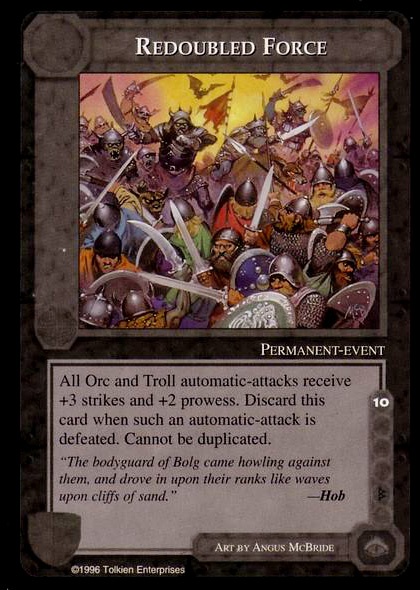 REDOUBLED FORCE
PERMANENT-EVENT
All Orc and Troll automatic-attacks receive
+3 strikes and +2 prowess. Discard this
card when such an automatic-attack is
defeated. Cannot be duplicated.
10
“The bodyguard of Bolg came howling against
them, and drove in upon their ranks like waves
upon cliffs of sand.” —Hob
ART BY ANGUS MCBRIDE
©1996 Tolkien Enterprises